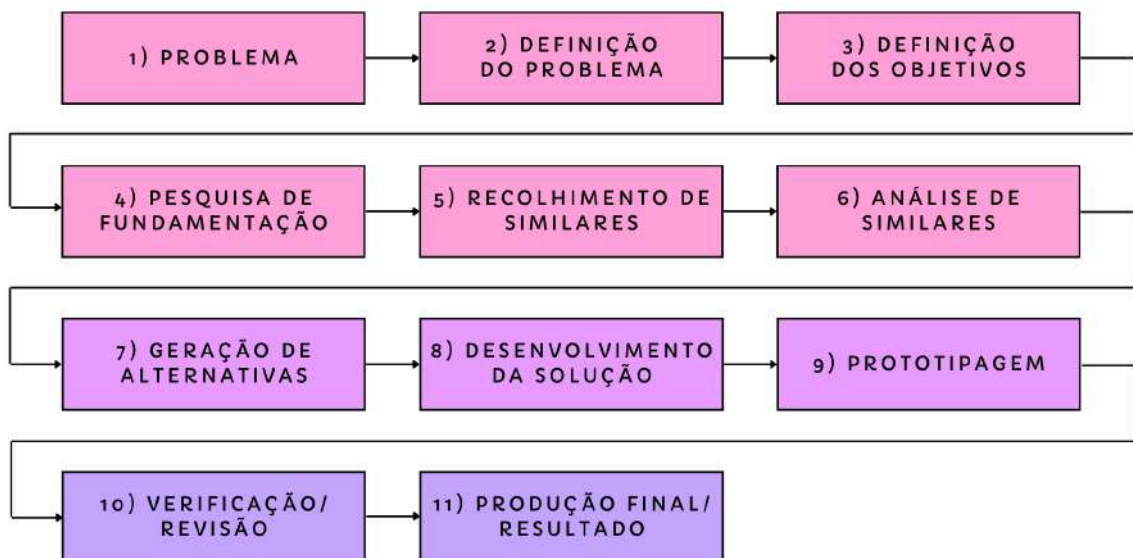 1) PROBLEMA
2) DEFINIÇÃO
DO PROBLEMA
3) DEFINIÇÃO
DOS OBJETIVOS
4) PESQUISA DE
FUNDAMENTAÇÃO
5) RECOLHIMENTO DE
SIMILARES
6) ANÁLISE DE
SIMILARES
7) GERAÇÃO DE
ALTERNATIVAS
8) DESENVOLVIMENTO
DA SOLUÇÃO
9) PROTOTIPAGEM
10) VERIFICAÇÃO/
REVISÃO
11) PRODUÇÃO FINAL/
RESULTADO